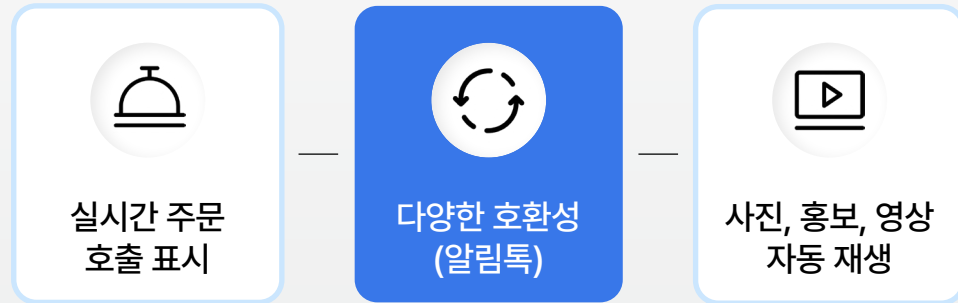 실시간 주문
호출 표시
다양한 호환성
(알림톡)
사진, 홍보, 영상
자동 재생